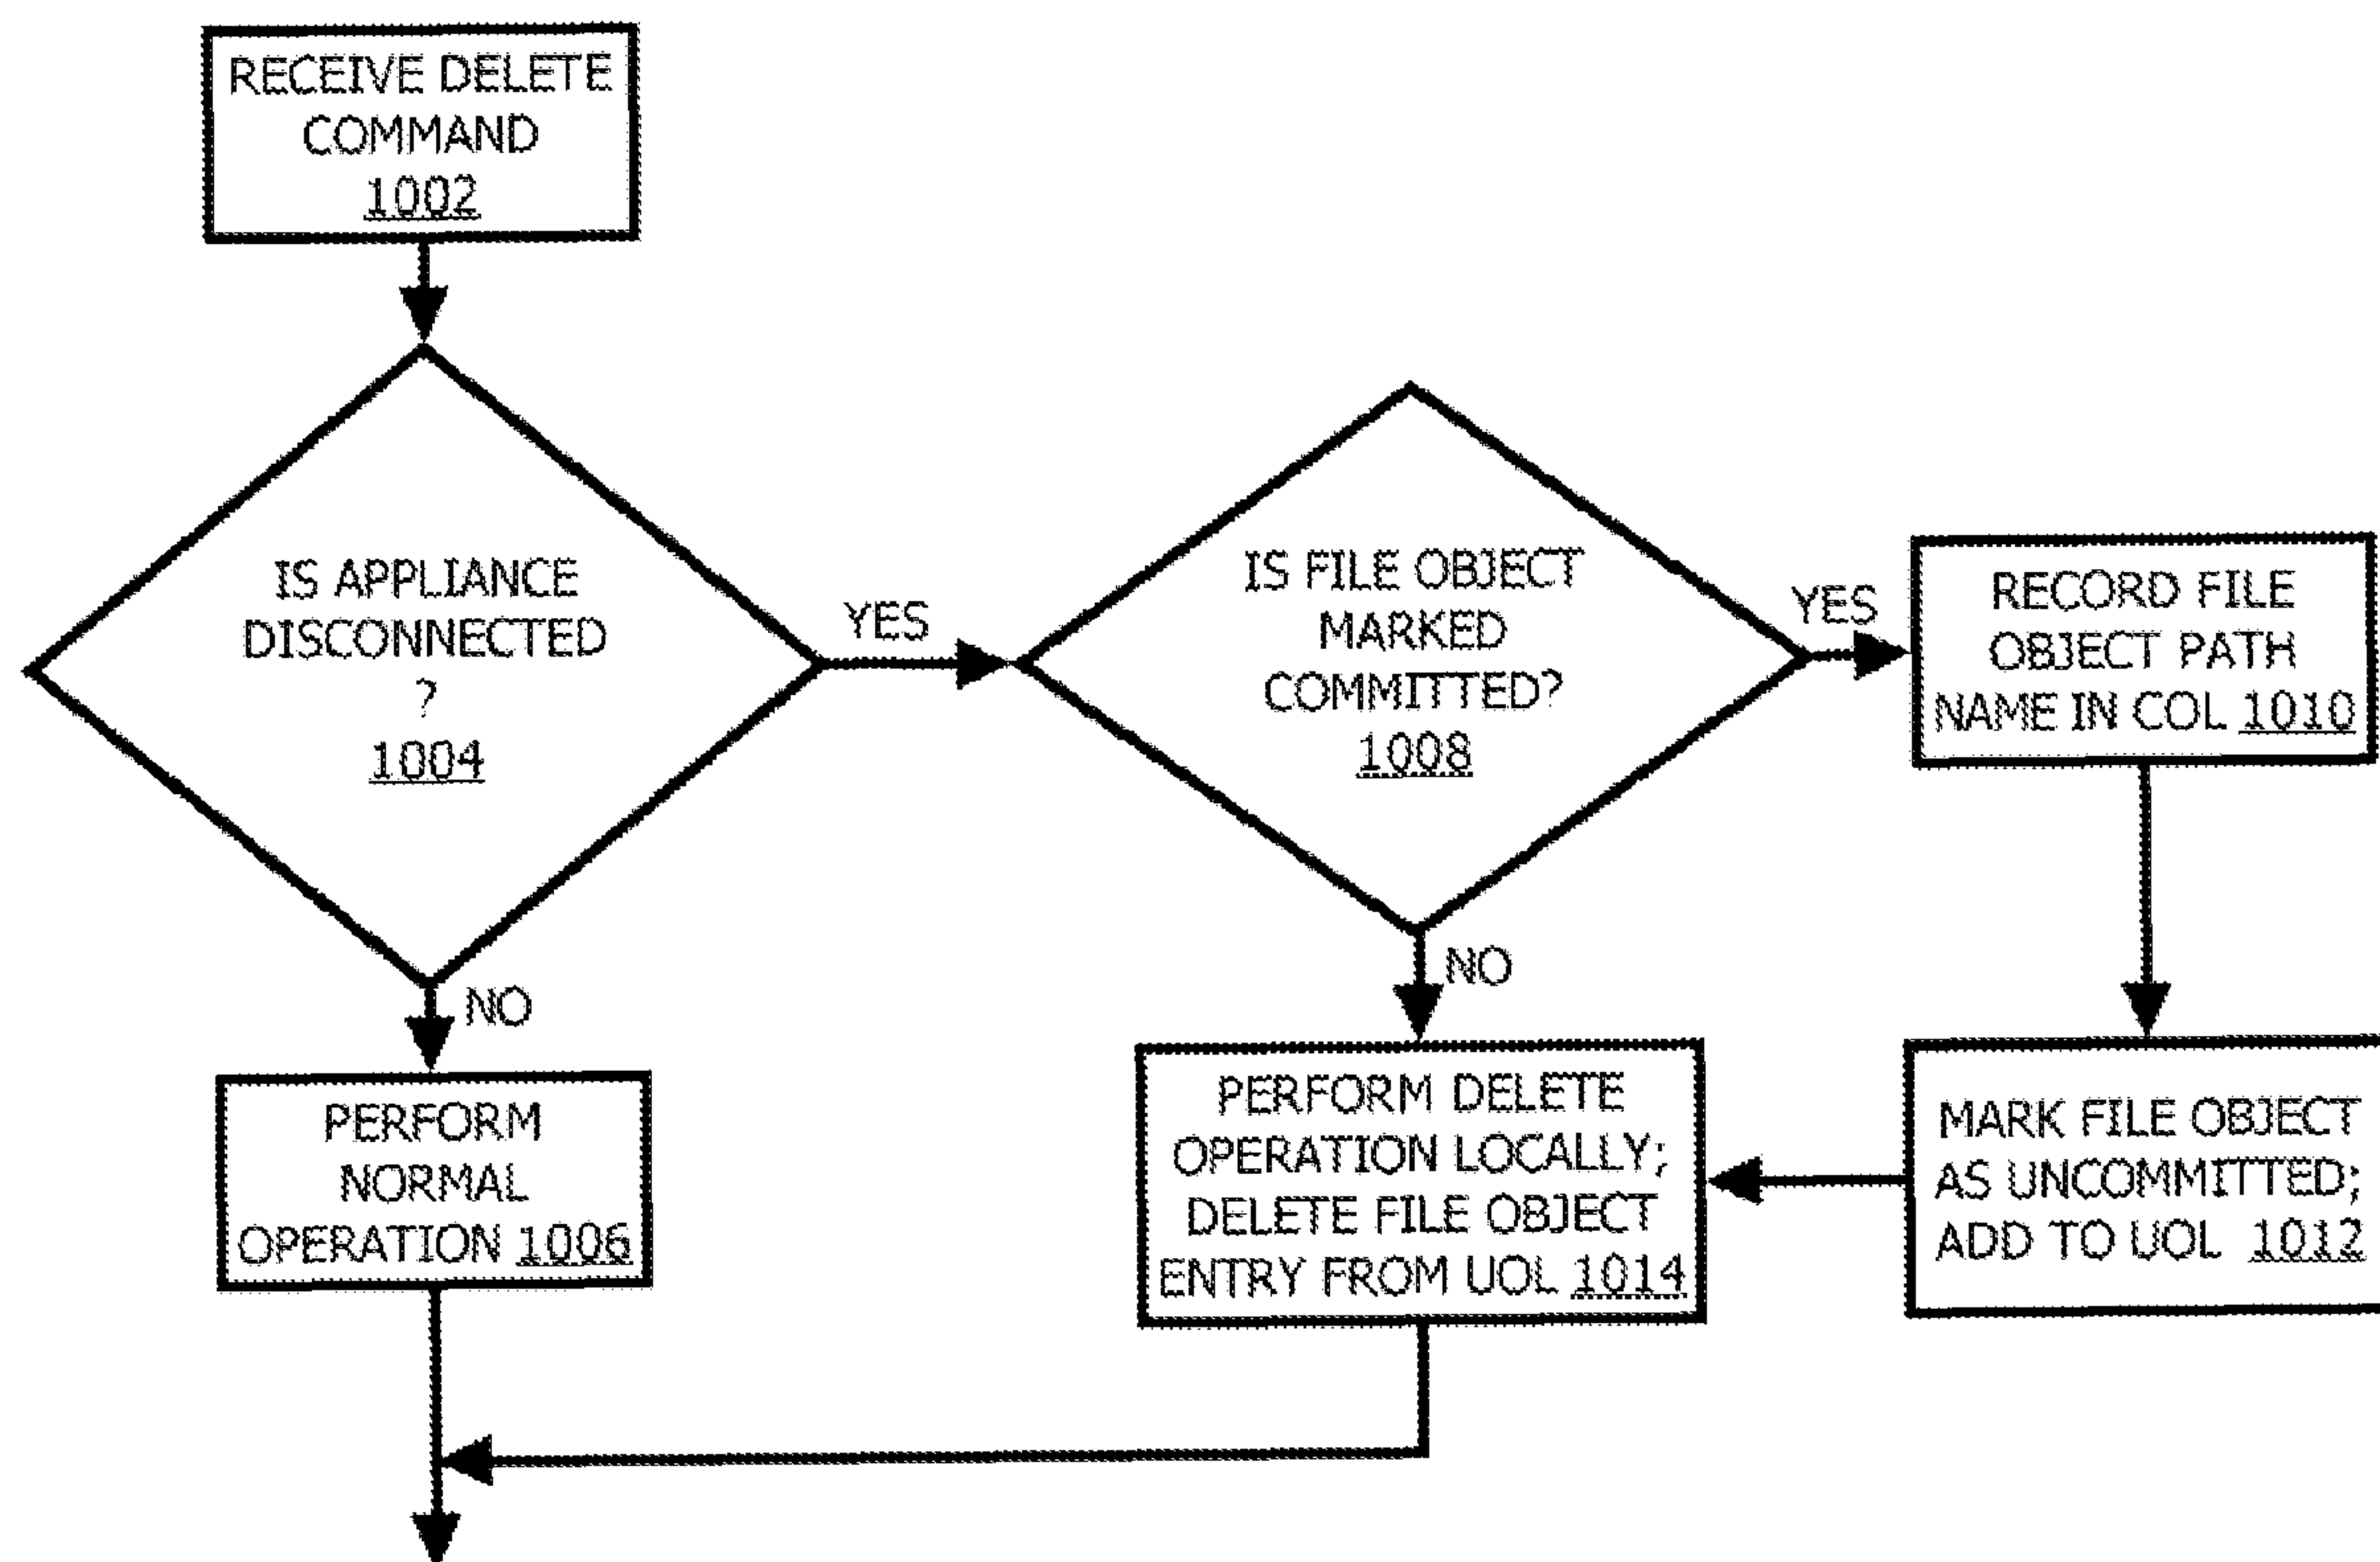 RECEIVE DELETE
COMMAND
1002
IS APPLIANCE
DISCONNECTED
?
1004
YES
NO
PERFORM
NORMAL
OPERATION 1006
IS FILE OBJECT
MARKED
COMMITTED?
1008
YES
NO
RECORD FILE
OBJECT PATH
NAME IN COL 1010
MARK FILE OBJECT
AS UNCOMMITTED;
ADD TO UOL 1012
PERFORM DELETE
OPERATION LOCALLY;
DELETE FILE OBJECT
ENTRY FROM UOL 1014